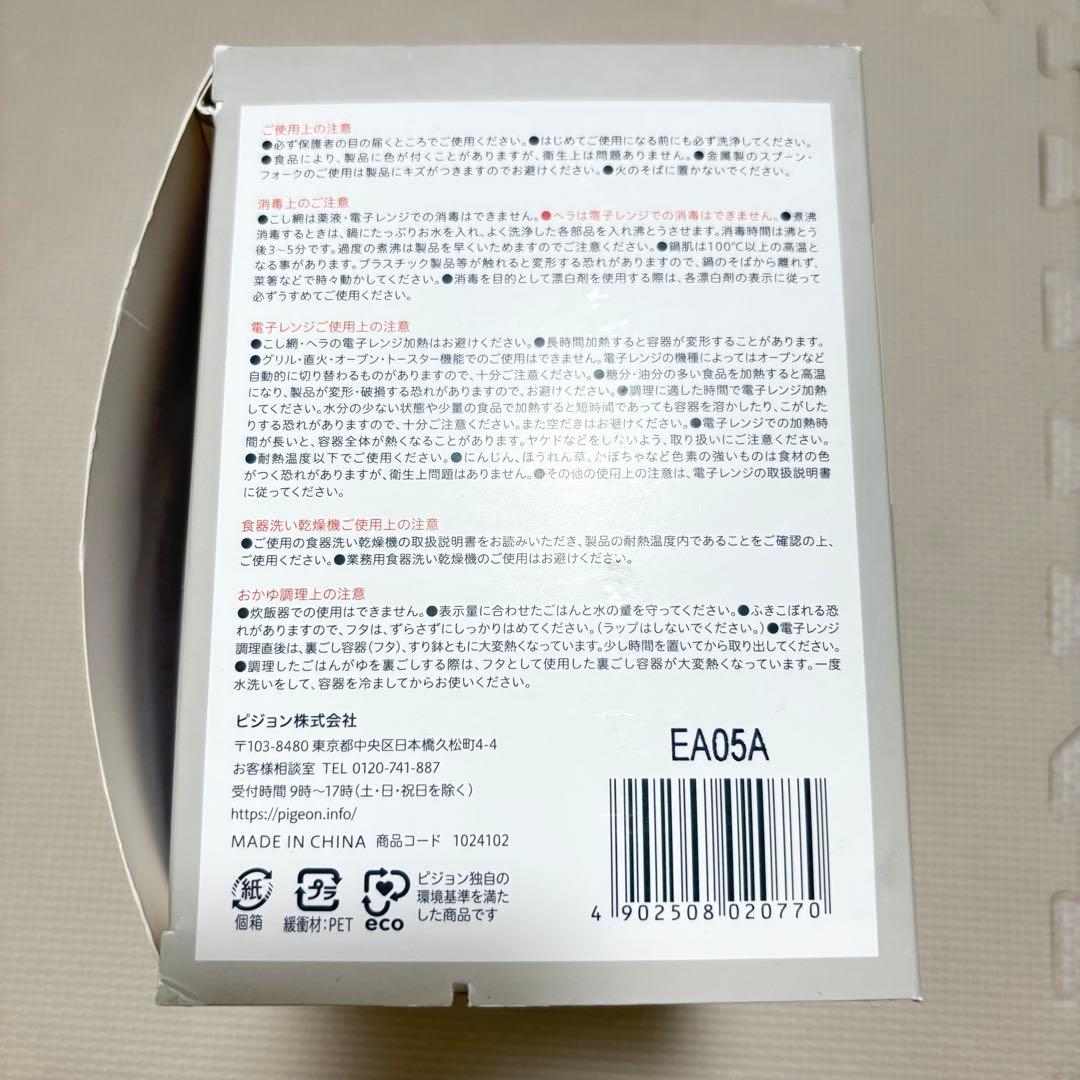 ご使用上の注意
●必ず保護者の目の届くところでご使用ください。●はじめてご使用になる前にも必ず洗浄してください。
●食品により、製品に色が付くことがありますが、衛生上は問題ありません。●金属製のスプーン・
フォークのご使用は製品にキズがつきますのでお避けください。●火のそばに置かないでください。
消毒上のご注意
●こし網は薬液・電子レンジでの消毒はできません。●ヘラは電子レンジでの消毒はできません。●煮沸
消毒するときは、鍋にたっぷりお水を入れ、よく洗浄した各部品を入れ沸とうさせます。消毒時間は沸とう
後3~5分です。過度の煮沸は製品を早くいためますのでご注意ください。●鍋肌は100℃以上の高温と
なる事があります。プラスチック製品等が触れると変形する恐れがありますので、鍋のそばから離れず、
菜箸などで時々動かしてください。●消毒を目的として漂白剤を使用する際は、各漂白剤の表示に従って
必ずうすめてご使用ください。
電子レンジご使用上の注意
●こし網・ヘラの電子レンジ加熱はお避けください。●長時間加熱すると容器が変形することがあります。
●グリル・直火・オーブン・トースター機能でのご使用はできません。電子レンジの機種によってはオーブンなど
自動的に切り替わるものがありますので、十分ご注意ください。●糖分・油分の多い食品を加熱すると高温
になり、製品が変形・破損する恐れがありますので、お避けください。●調理に適した時間で電子レンジ加熱
してください。水分の少ない状態や少量の食品で加熱すると短時間であっても容器を溶かしたり、こがした
りする恐れがありますので、十分ご注意ください。また空だきはお避けください。●電子レンジでの加熱時
間が長いと、容器全体が熱くなることがあります。ヤケドなどをしないよう、取り扱いにご注意ください。
●耐熱温度以下でご使用ください。●にんじん、ほうれん草、かぼちゃなど色素の強いものは食材の色
がつく恐れがありますが、衛生上問題はありません。●その他の使用上の注意は、電子レンジの取扱説明書
に従ってください。
食器洗い乾燥機ご使用上の注意
●ご使用の食器洗い乾燥機の取扱説明書をお読みいただき、製品の耐熱温度内であることをご確認の上、
ご使用ください。●業務用食器洗い乾燥機のご使用はお避けください。
おかゆ調理上の注意
●炊飯器での使用はできません。●表示量に合わせたごはんと水の量を守ってください。●ふきこぼれる恐
れがありますので、フタは、ずらさずにしっかりはめてください。(ラップはしないでください。)●電子レンジ
調理直後は、裏ごし容器(フタ)、すり鉢ともに大変熱くなっています。少し時間を置いてから取り出してください。
●調理したごはんがゆを裏ごしする際は、フタとして使用した裏ごし容器が大変熱くなっています。一度
水洗いをして、容器を冷ましてからお使いください。
ピジョン株式会社
〒103-8480 東京都中央区日本橋久松町4-4
お客様相談室 TEL 0120-741-887
受付時間 9時~17時(土・日・祝日を除く)
https://pigeon.info/
MADE IN CHINA 商品コード 1024102
EA05A
紙
個箱
プラ
緩衝材:PET
eco
ピジョン独自の
環境基準を満た
した商品です
4 902508 020770